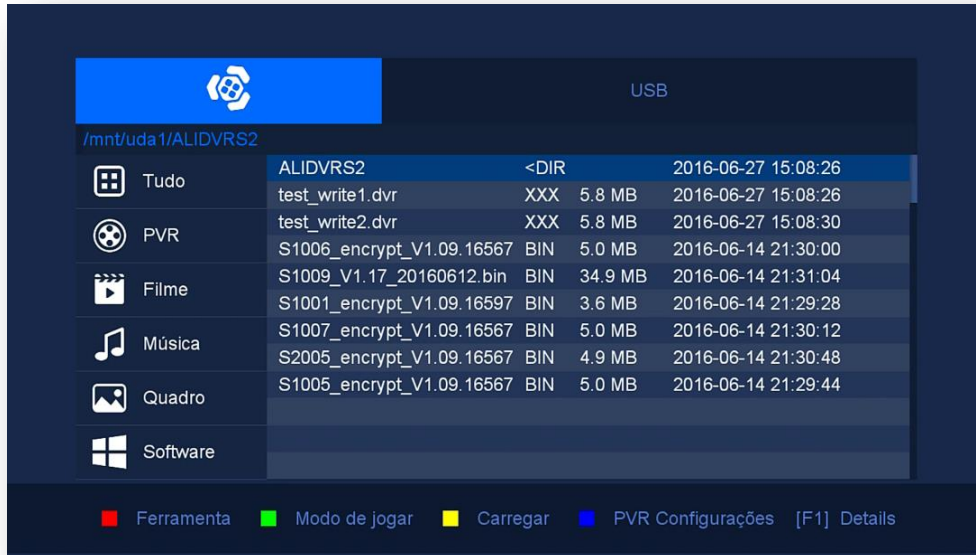 USB
/mnt/uda1/ALIDVRS2
Tudo
PVR
Filme
Música
Quadro
Software
ALIDVRS2 <DIR 2016-06-27 15:08:26
test_write1.dvr XXX 5.8 MB 2016-06-27 15:08:26
test_write2.dvr XXX 5.8 MB 2016-06-27 15:08:30
S1006_encrypt_V1.09.16567 BIN 5.0 MB 2016-06-14 21:30:00
S1009_V1.17_20160612.bin BIN 34.9 MB 2016-06-14 21:31:04
S1001_encrypt_V1.09.16597 BIN 3.6 MB 2016-06-14 21:29:28
S1007_encrypt_V1.09.16567 BIN 5.0 MB 2016-06-14 21:30:12
S2005_encrypt_V1.09.16567 BIN 4.9 MB 2016-06-14 21:30:48
S1005_encrypt_V1.09.16567 BIN 5.0 MB 2016-06-14 21:29:44
Ferramenta Modo de jogar Carregar PVR Configurações [F1] Details